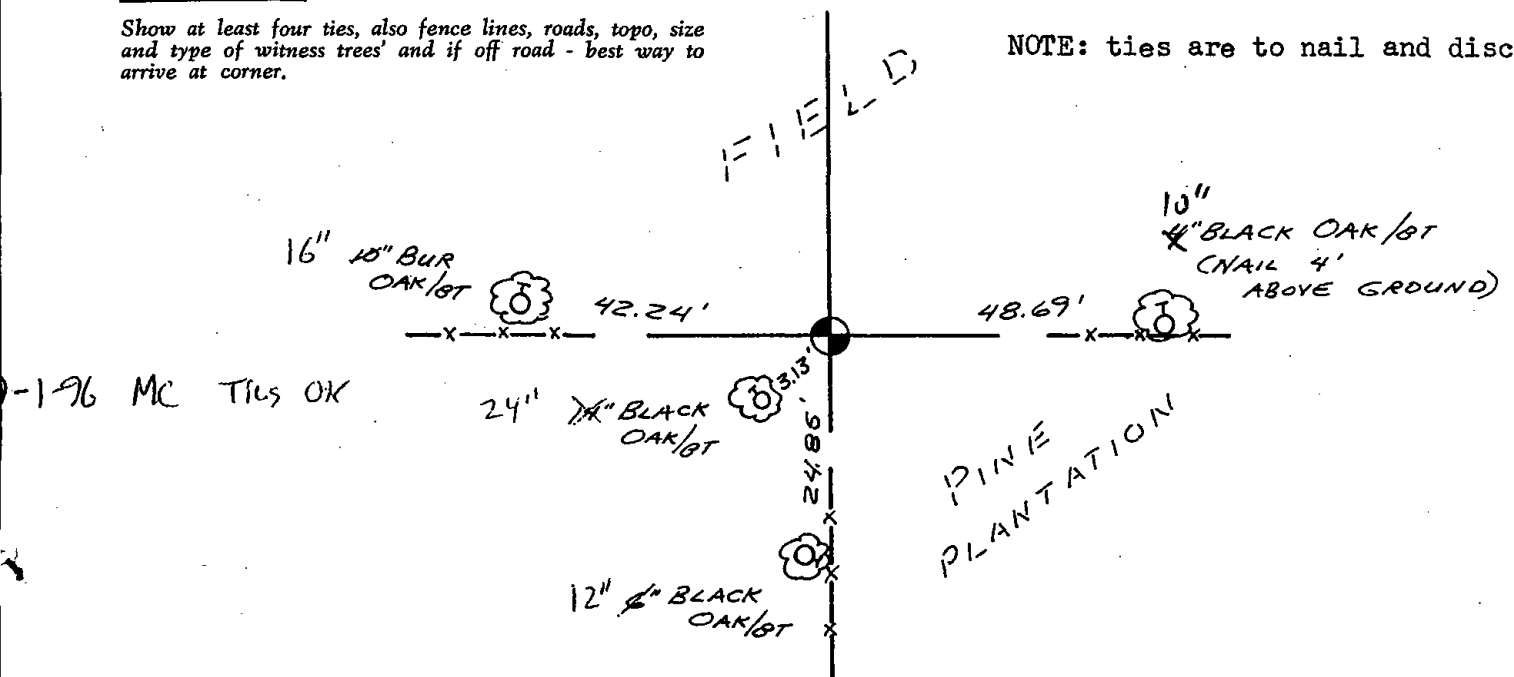 Show at least four ties, also fence lines, roads, topo, size
and type of witness trees' and if off road - best way to
arrive at corner.
NOTE: ties are to nail and disc
FIELD
10"
4" BLACK OAK/BT
(NAIL 4'
ABOVE GROUND)
16" 10" BUR
OAK/BT
42.24'
48.69'
-1-96 MC Ties OK
3.13'
24" 14" BLACK
OAK/BT
24.86'
PINE
PLANTATION
12" 6" BLACK
OAK/BT